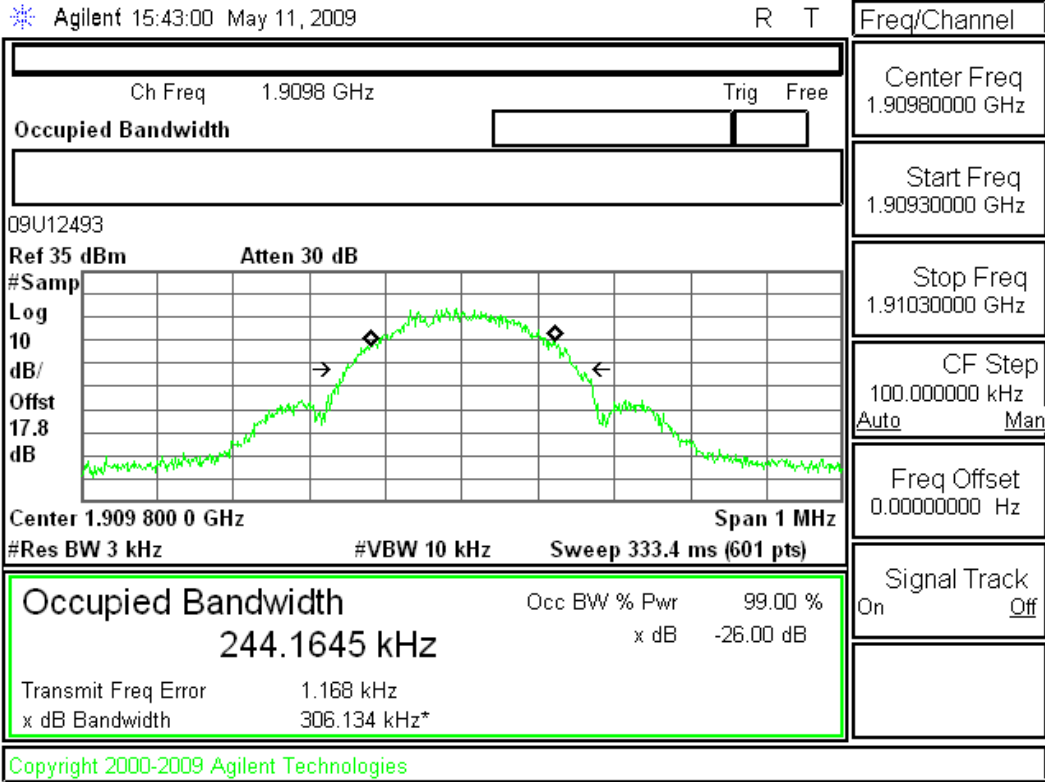 Agilent 15:43:00 May 11, 2009 R T
Freq/Channel
Ch Freq 1.9098 GHz Trig Free
Occupied Bandwidth
09U12493
Ref 35 dBm Atten 30 dB
#Samp
Log
10
dB/
Offst
17.8
dB
Center 1.909 800 0 GHz Span 1 MHz
#Res BW 3 kHz #VBW 10 kHz Sweep 333.4 ms (601 pts)
Occupied Bandwidth Occ BW % Pwr 99.00 %
244.1645 kHz x dB -26.00 dB
Transmit Freq Error 1.168 kHz
x dB Bandwidth 306.134 kHz*
Center Freq
1.90980000 GHz
Start Freq
1.90930000 GHz
Stop Freq
1.91030000 GHz
CF Step
100.000000 kHz
Auto Man
Freq Offset
0.00000000 Hz
Signal Track
On Off
Copyright 2000-2009 Agilent Technologies